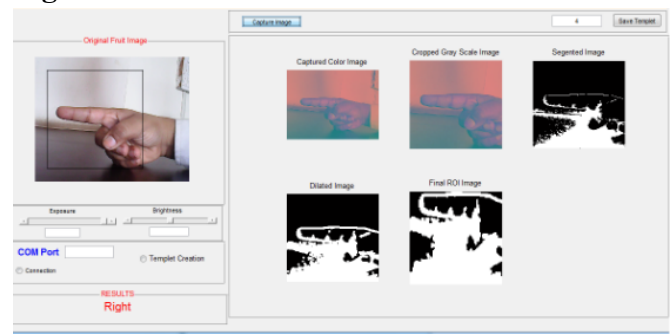 Capture Image
4
Save Templet
Original Fruit Image
Captured Color Image
Cropped Gray Scale Image
Segented Image
Dilated Image
Final ROI Image
Exposure
Brightness
COM Port
Templet Creation
Connection
RESULTS
Right